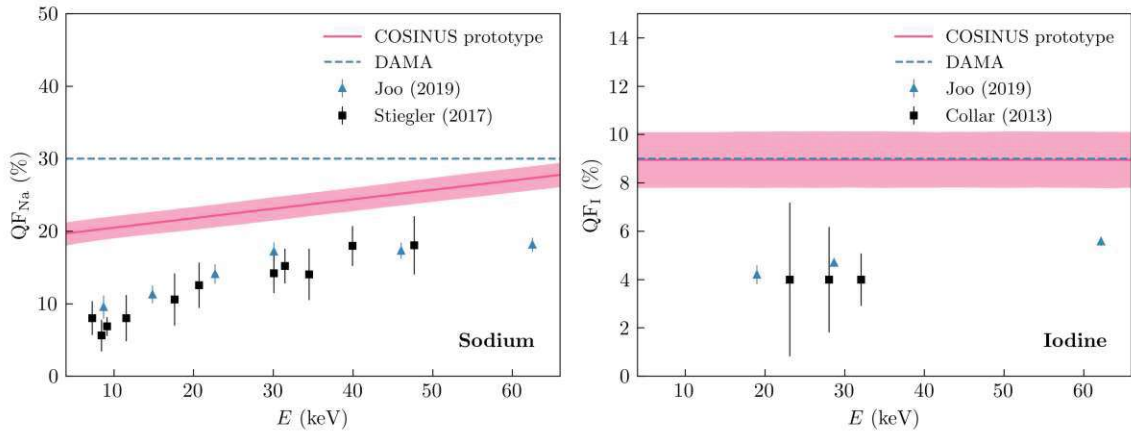 50
40
30
20
10
0
QF_Na (%)
COSINUS prototype
DAMA
Joo (2019)
Stiegler (2017)
Sodium
10 20 30 40 50 60
E (keV)
14
12
10
8
6
4
2
0
QF_I (%)
COSINUS prototype
DAMA
Joo (2019)
Collar (2013)
Iodine
10 20 30 40 50 60
E (keV)